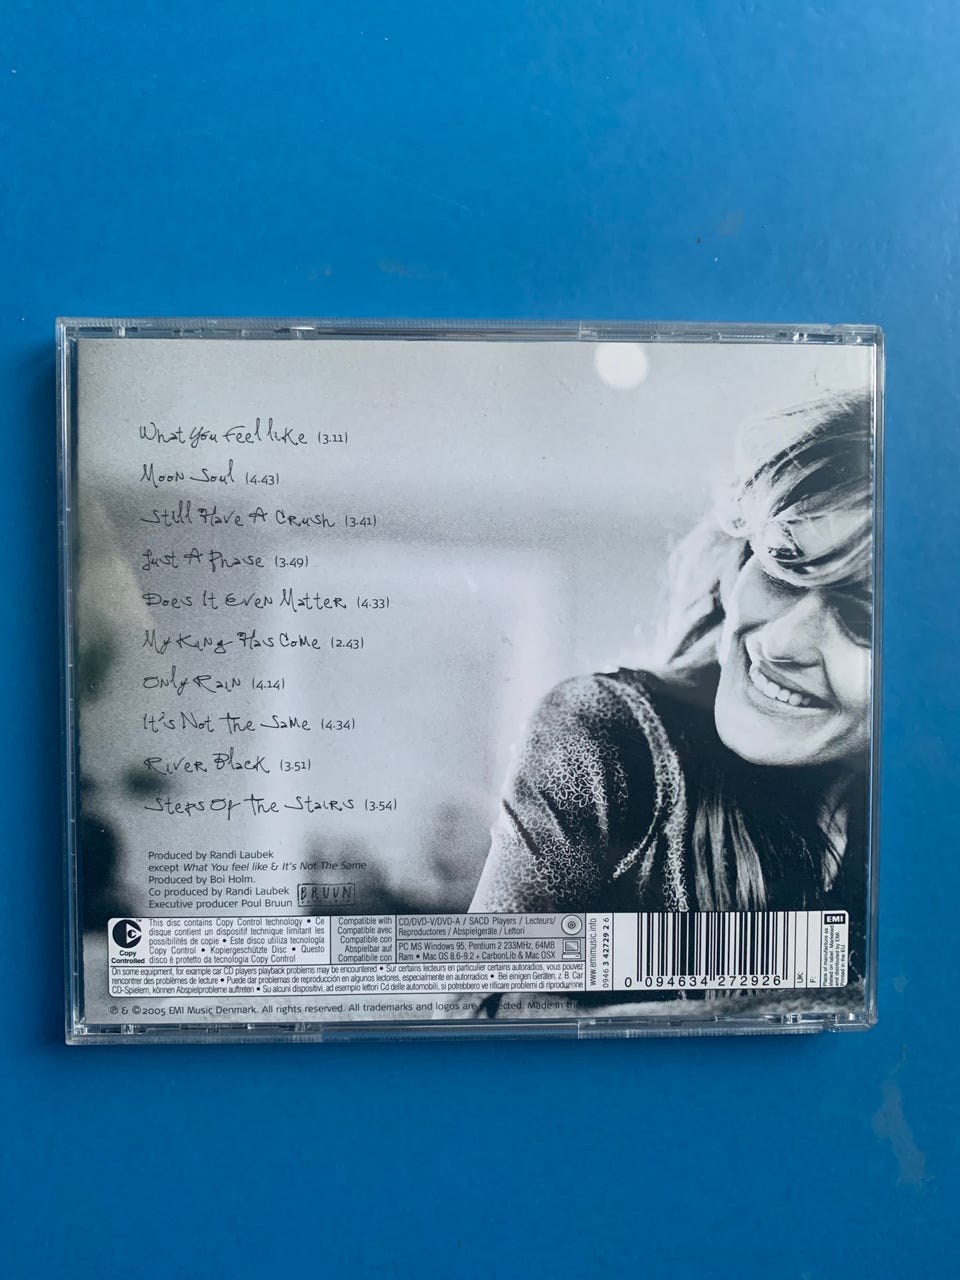 What You Feel like (3.11)
Moon Soul (4.43)
Still Have A Crush (3.41)
Just A Phase (3.49)
Does It Even Matter (4.33)
My King Has Come (2.43)
Only Rain (4.14)
It's Not The Same (4.34)
River Black (3.51)
Steps Of The Stairs (3.54)
Produced by Randi Laubek
except What You feel like & It's Not The Same
Produced by Boi Holm.
Co produced by Randi Laubek
Executive producer Poul Bruun
BRUUN
Copy
Controlled
This disc contains Copy Control technology • Ce
disque contient un dispositif technique limitant les
possibilités de copie • Este disco utiliza tecnología
Copy Control • Kopiergeschützte Disc • Questo
disco è protetto da tecnologia Copy Control
Compatible with
Compatible avec
Compatible con
Abspielbar auf
Compatibile con
CD/DVD-V/DVD-A / SACD Players / Lecteurs/
Reproductores / Abspielgeräte / Lettori
PC MS Windows 95, Pentium 2 233MHz, 64MB
Ram • Mac OS 8.6-9.2 + CarbonLib & Mac OSX
On some equipment, for example car CD players playback problems may be encountered • Sur certains lecteurs en particulier certains autoradios, vous pouvez
rencontrer des problèmes de lecture • Puede dar problemas de reproducción en algunos lectores, especialmente en autorradios • Bei einigen Geräten, z. B. Car
CD-Spielern, können Abspielprobleme auftreten • Su alcuni dispositivi, ad esempio lettori Cd delle automobili, si potrebbero verificare problemi di riproduzione
www.emimusic.info
0946 3 42729 2 6
0 094634 272926
UK
F
EMI
℗ & ©2005 EMI Music Denmark. All rights reserved. All trademarks and logos are protected. Made in the